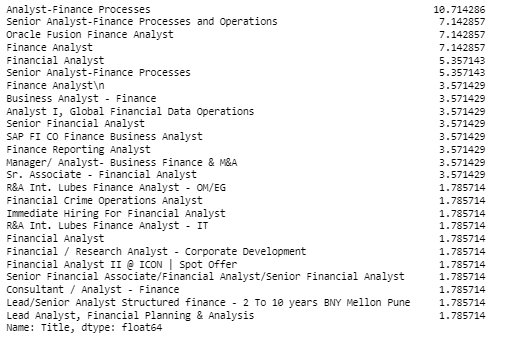 Analyst-Finance Processes 10.714286
Senior Analyst-Finance Processes and Operations 7.142857
Oracle Fusion Finance Analyst 7.142857
Finance Analyst 7.142857
Financial Analyst 5.357143
Senior Analyst-Finance Processes 5.357143
Finance Analyst\n 3.571429
Business Analyst - Finance 3.571429
Analyst I, Global Financial Data Operations 3.571429
Senior Financial Analyst 3.571429
SAP FI CO Finance Business Analyst 3.571429
Finance Reporting Analyst 3.571429
Manager/ Analyst- Business Finance & M&A 3.571429
Sr. Associate - Financial Analyst 3.571429
R&A Int. Lubes Finance Analyst - OM/EG 1.785714
Financial Crime Operations Analyst 1.785714
Immediate Hiring For Financial Analyst 1.785714
R&A Int. Lubes Finance Analyst - IT 1.785714
Financial Analyst 1.785714
Financial / Research Analyst - Corporate Development 1.785714
Financial Analyst II @ ICON | Spot Offer 1.785714
Senior Financial Associate/Financial Analyst/Senior Financial Analyst 1.785714
Consultant / Analyst - Finance 1.785714
Lead/Senior Analyst Structured finance - 2 To 10 years BNY Mellon Pune 1.785714
Lead Analyst, Financial Planning & Analysis 1.785714
Name: Title, dtype: float64